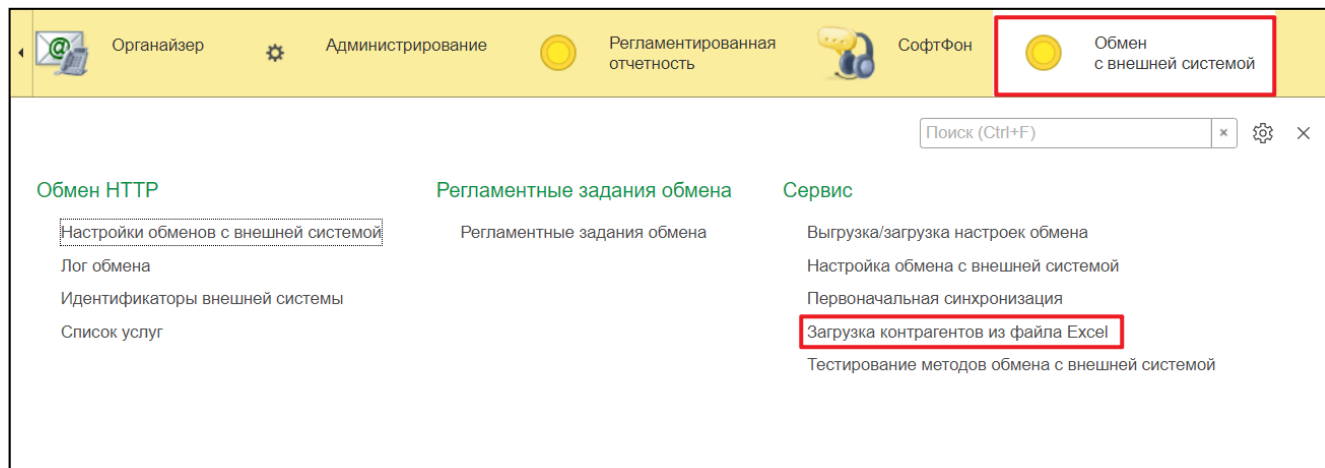 Органайзер
Администрирование
Регламентированная
отчетность
СофтФон
Обмен
с внешней системой
Поиск (Ctrl+F)
Обмен HTTP
Настройки обменов с внешней системой
Лог обмена
Идентификаторы внешней системы
Список услуг
Регламентные задания обмена
Регламентные задания обмена
Сервис
Выгрузка/загрузка настроек обмена
Настройка обмена с внешней системой
Первоначальная синхронизация
Загрузка контрагентов из файла Excel
Тестирование методов обмена с внешней системой